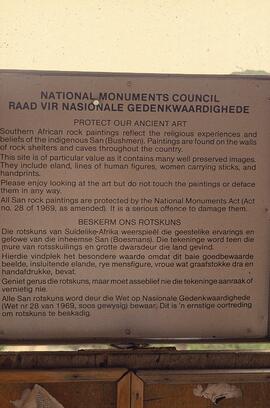 NATIONAL MONUMENTS COUNCIL
RAAD VIR NASIONALE GEDENKWAARDIGHEDE
PROTECT OUR ANCIENT ART
Southern African rock paintings reflect the religious experiences and
beliefs of the indigenous San (Bushmen). Paintings are found on the walls
of rock shelters and caves throughout the country.
This site is of particular value as it contains many well preserved images.
They include eland, lines of human figures, women carrying sticks, and
handprints.
Please enjoy looking at the art but do not touch the paintings or deface
them in any way.
All San rock paintings are protected by the National Monuments Act (Act
no. 28 of 1969, as amended). It is a serious offence to damage them.
BESKERM ONS ROTSKUNS
Die rotskuns van Suidelike-Afrika weerspieël die geestelike ervarings en
gelowe van die inheemse San (Boesmans). Die tekeninge word teen die
mure van rotsskuilings en grotte dwarsdeur die land gevind.
Hierdie vindplek het besondere waarde omdat dit baie goedbewaarde
beelde, insluitende elande, rye mensfigure, vroue wat graafstokke dra en
handafdrukke, bevat.
Geniet gerus die rotskuns, maar moet asseblief nie die tekeninge aanraak of
verniel nie.
Alle San rotskuns word deur die Wet op Nasionale Gedenkwaardighede
(Wet nr 28 van 1969, soos gewysig) bewaar. Dit is 'n ernstige oortreding
om rotskuns te beskadig.